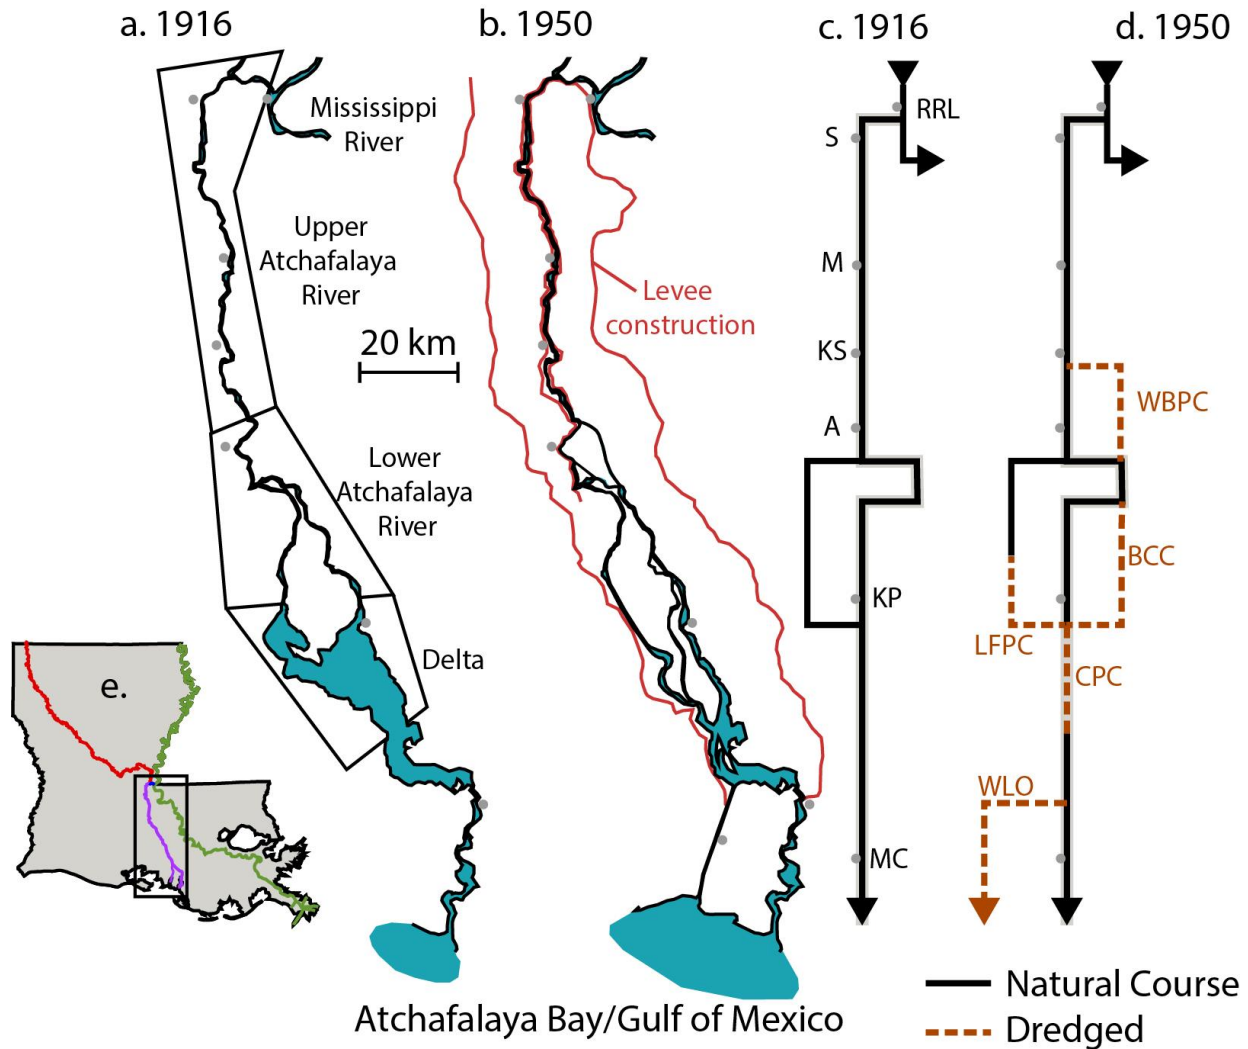 a. 1916
b. 1950
c. 1916
d. 1950
Mississippi
River
Upper
Atchafalaya
River
20 km
Levee
construction
Lower
Atchafalaya
River
Delta
e.
RRL
S
M
KS
A
KP
MC
WBPC
BCC
LFPC
CPC
WLO
Natural Course
Dredged
Atchafalaya Bay/Gulf of Mexico